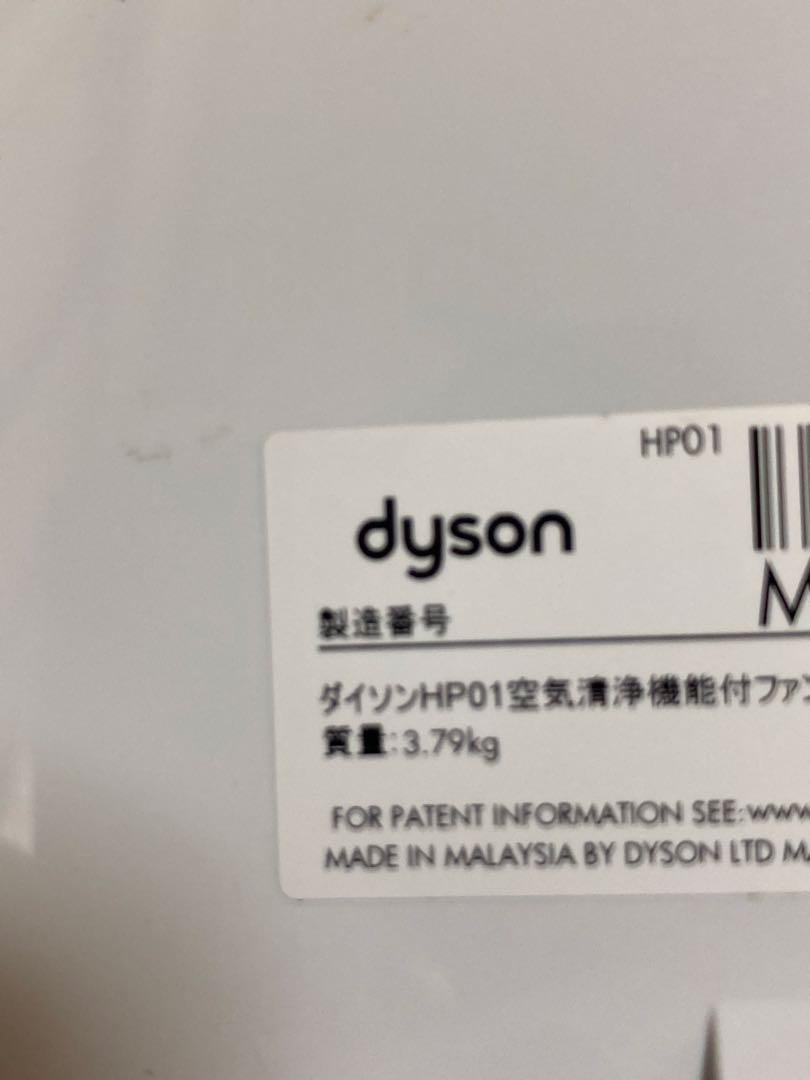 HP01
dyson
M
製造番号
ダイソンHP01空気清浄機能付ファン
質量:3.79kg
FOR PATENT INFORMATION SEE:www
MADE IN MALAYSIA BY DYSON LTD MA